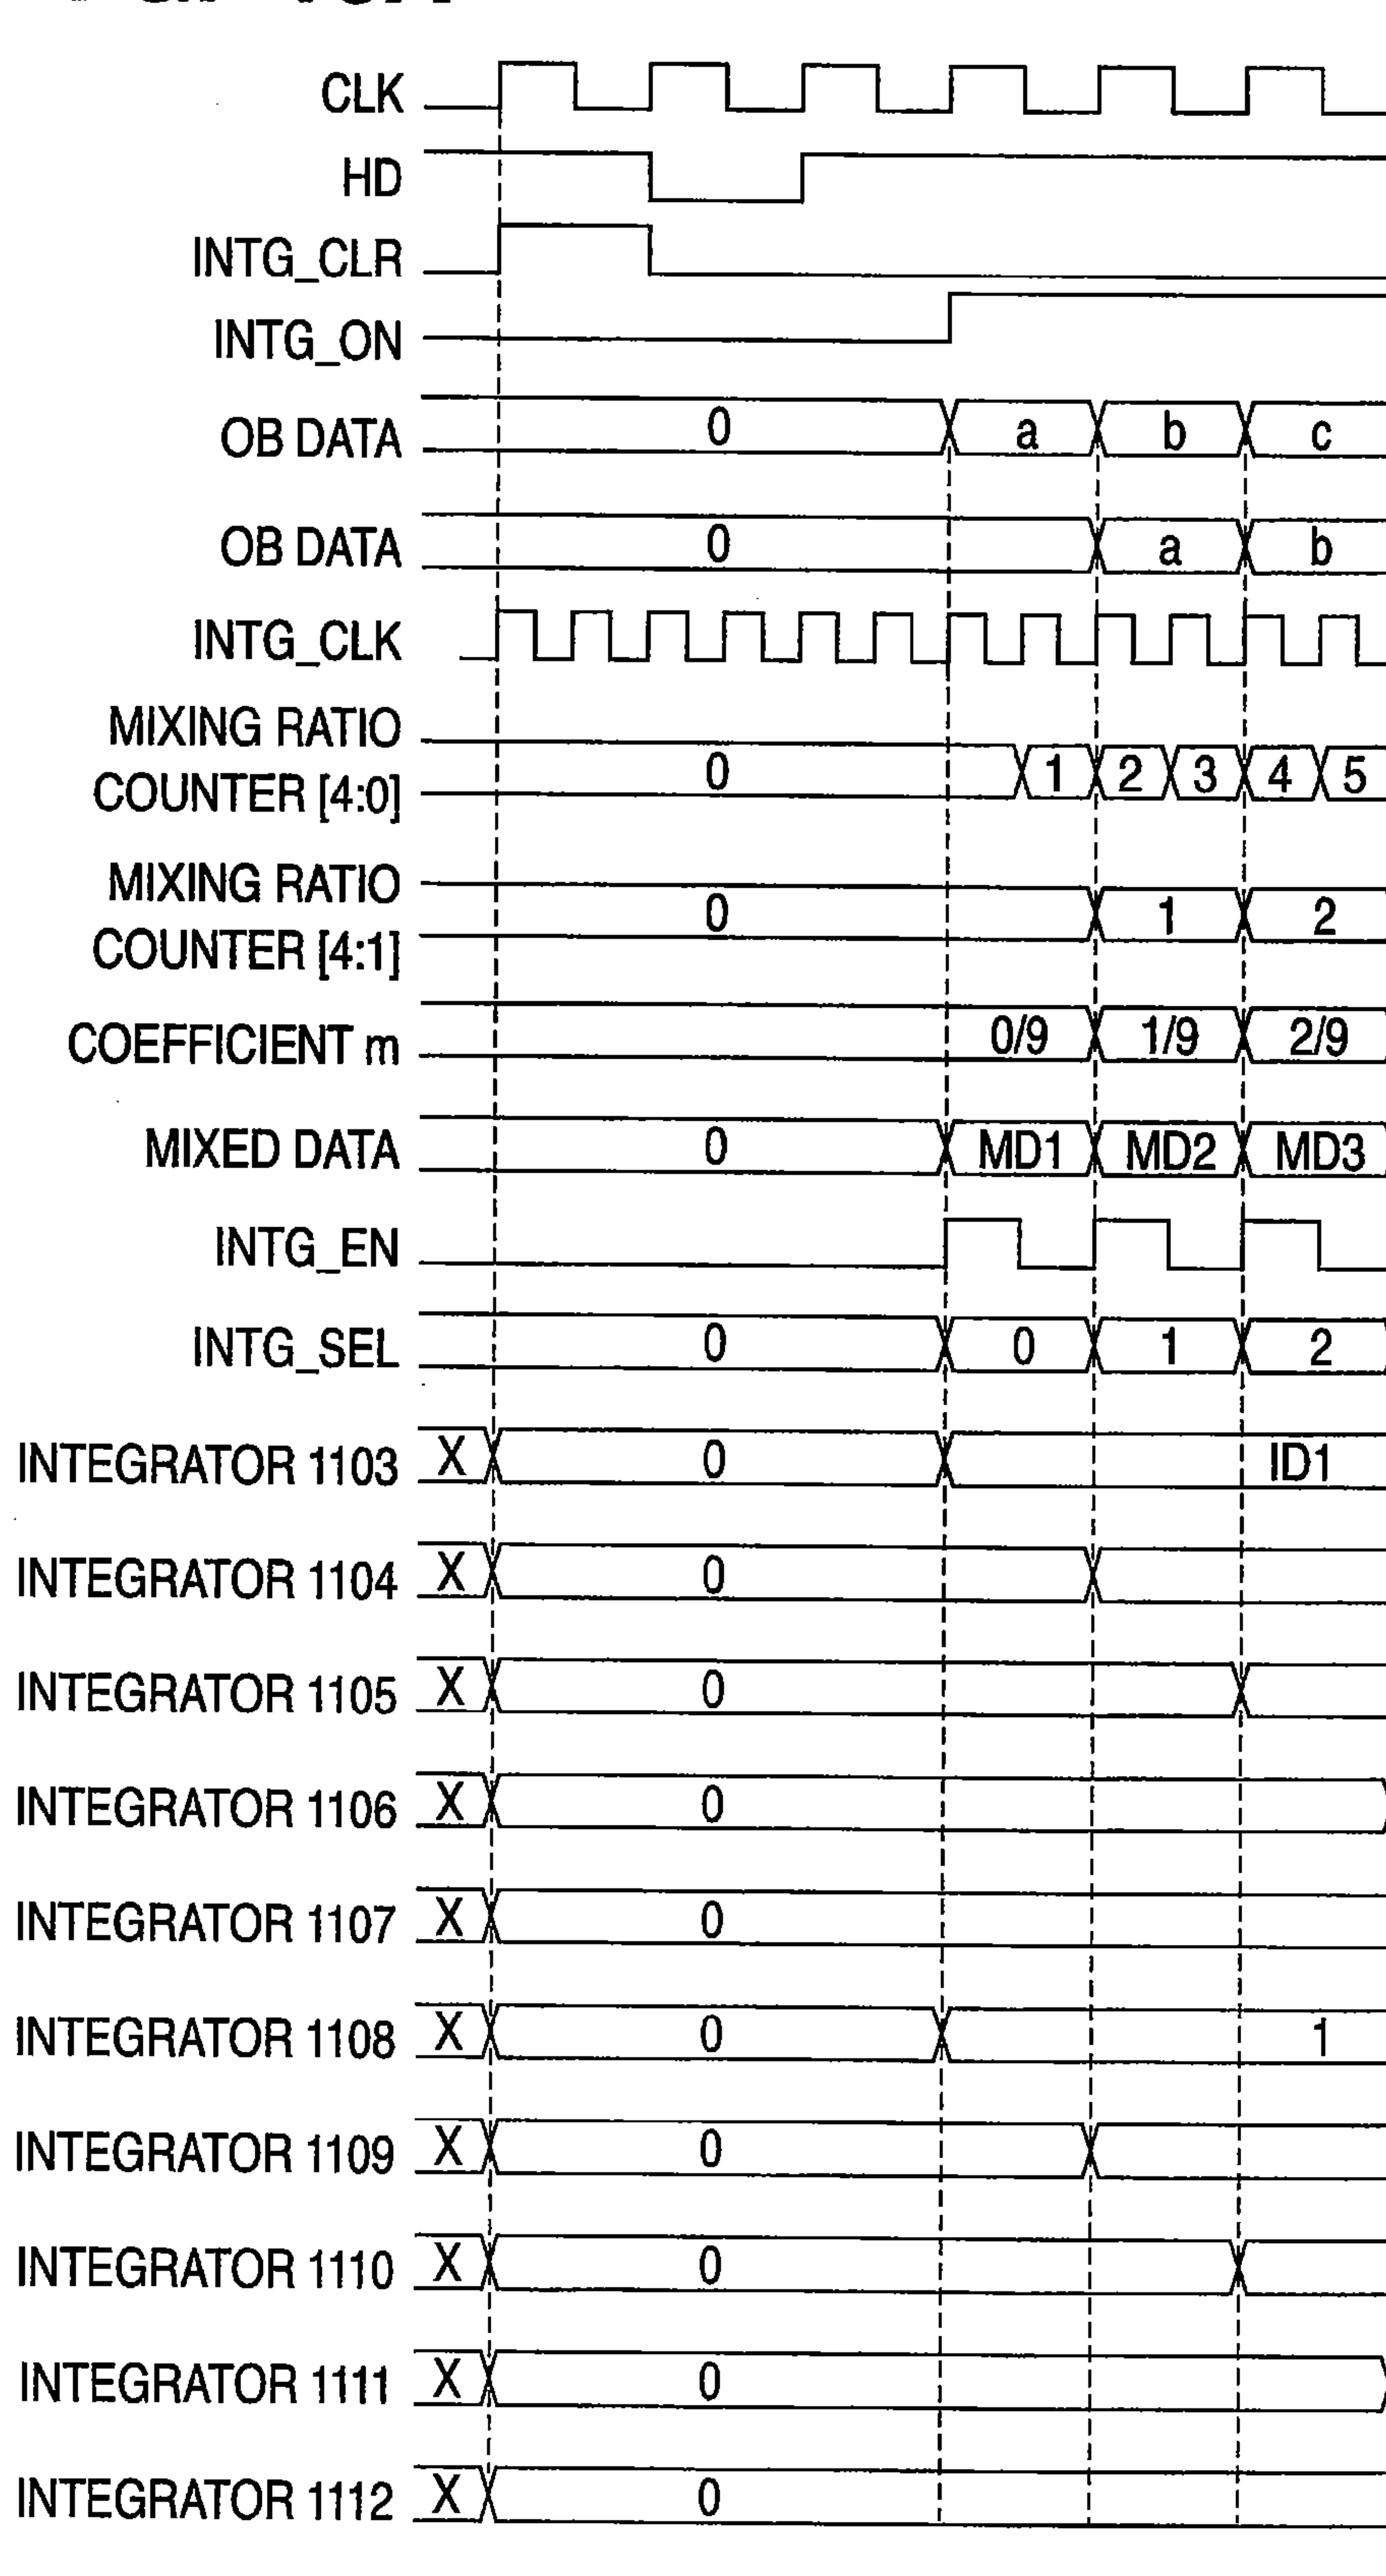 CLK
HD
INTG_CLR
INTG_ON
OB DATA 0 a b c
OB DATA 0 a b
INTG_CLK
MIXING RATIO
COUNTER [4:0] 0 1 2 3 4 5
MIXING RATIO
COUNTER [4:1] 0 1 2
COEFFICIENT m 0/9 1/9 2/9
MIXED DATA 0 MD1 MD2 MD3
INTG_EN
INTG_SEL 0 0 1 2
INTEGRATOR 1103 X 0 ID1
INTEGRATOR 1104 X 0
INTEGRATOR 1105 X 0
INTEGRATOR 1106 X 0
INTEGRATOR 1107 X 0
INTEGRATOR 1108 X 0 1
INTEGRATOR 1109 X 0
INTEGRATOR 1110 X 0
INTEGRATOR 1111 X 0
INTEGRATOR 1112 X 0